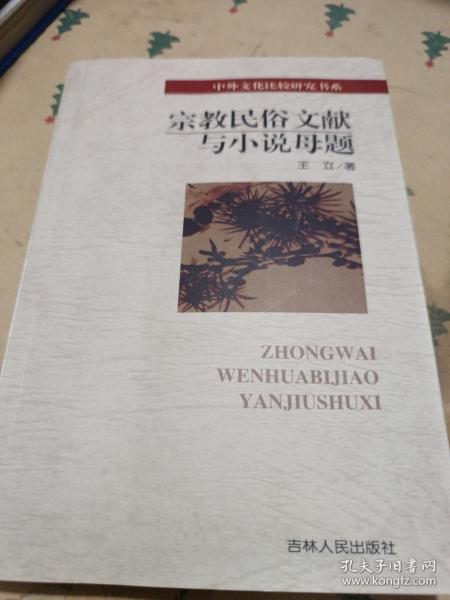 中外文化比较研究书系
宗教民俗文献
与小说母题
王 立/著
ZHONGWAI
WENHUABIJIAO
YANJIUSHUXI
吉林人民出版社
孔夫子旧书网
www.kongfz.com